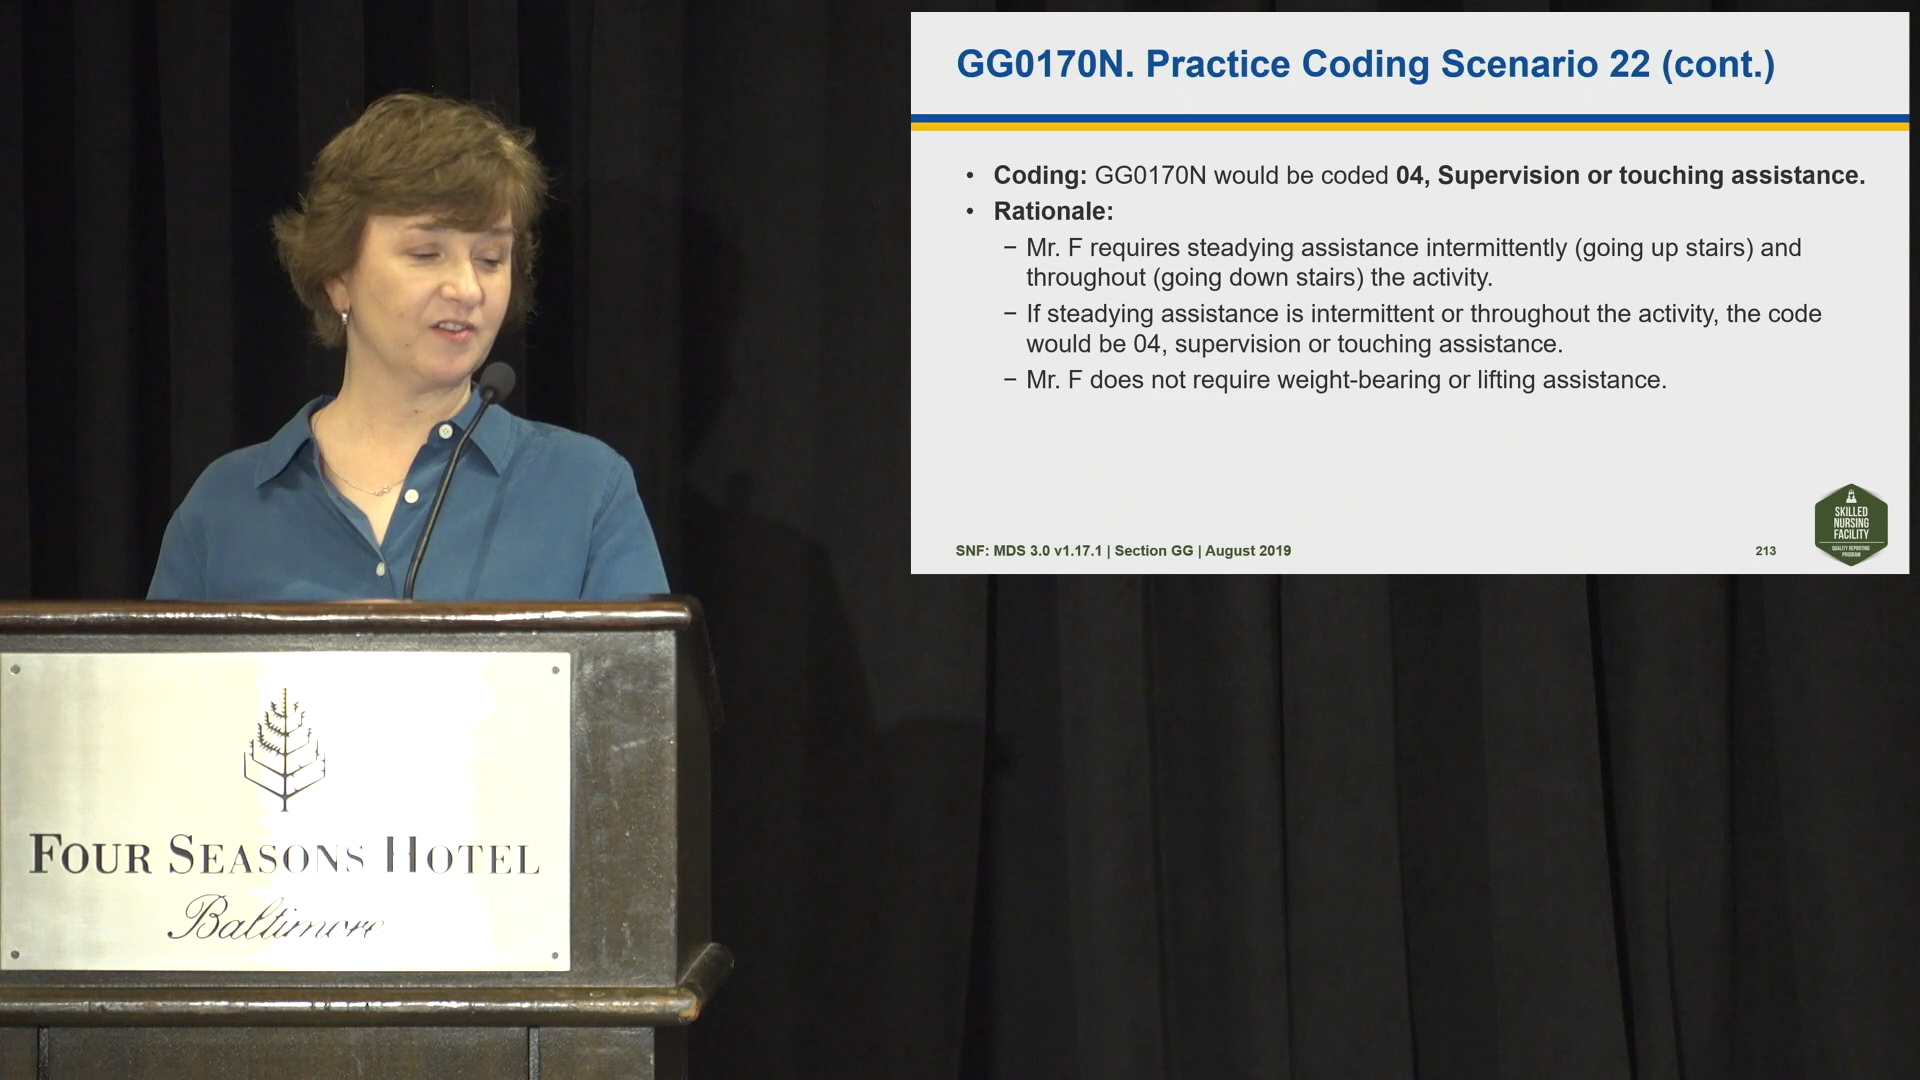 GG0170N. Practice Coding Scenario 22 (cont.)
• Coding: GG0170N would be coded 04, Supervision or touching assistance.
• Rationale:
− Mr. F requires steadying assistance intermittently (going up stairs) and
throughout (going down stairs) the activity.
− If steadying assistance is intermittent or throughout the activity, the code
would be 04, supervision or touching assistance.
− Mr. F does not require weight-bearing or lifting assistance.
SKILLED
NURSING
FACILITY
QUALITY REPORTING
PROGRAM
SNF: MDS 3.0 v1.17.1 | Section GG | August 2019
213
FOUR SEASONS HOTEL
Baltimore